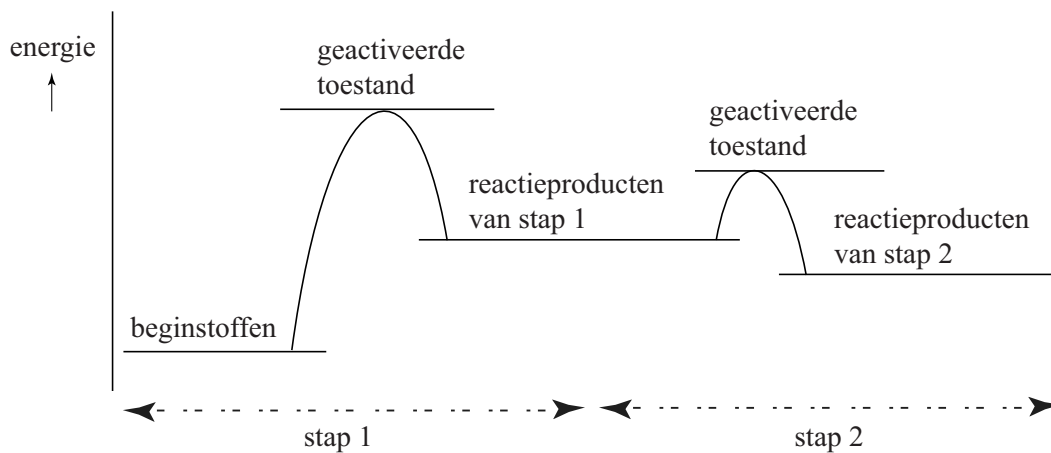 energie
geactiveerde
toestand
geactiveerde
toestand
reactieproducten
van stap 1
reactieproducten
van stap 2
beginstoffen
stap 1
stap 2